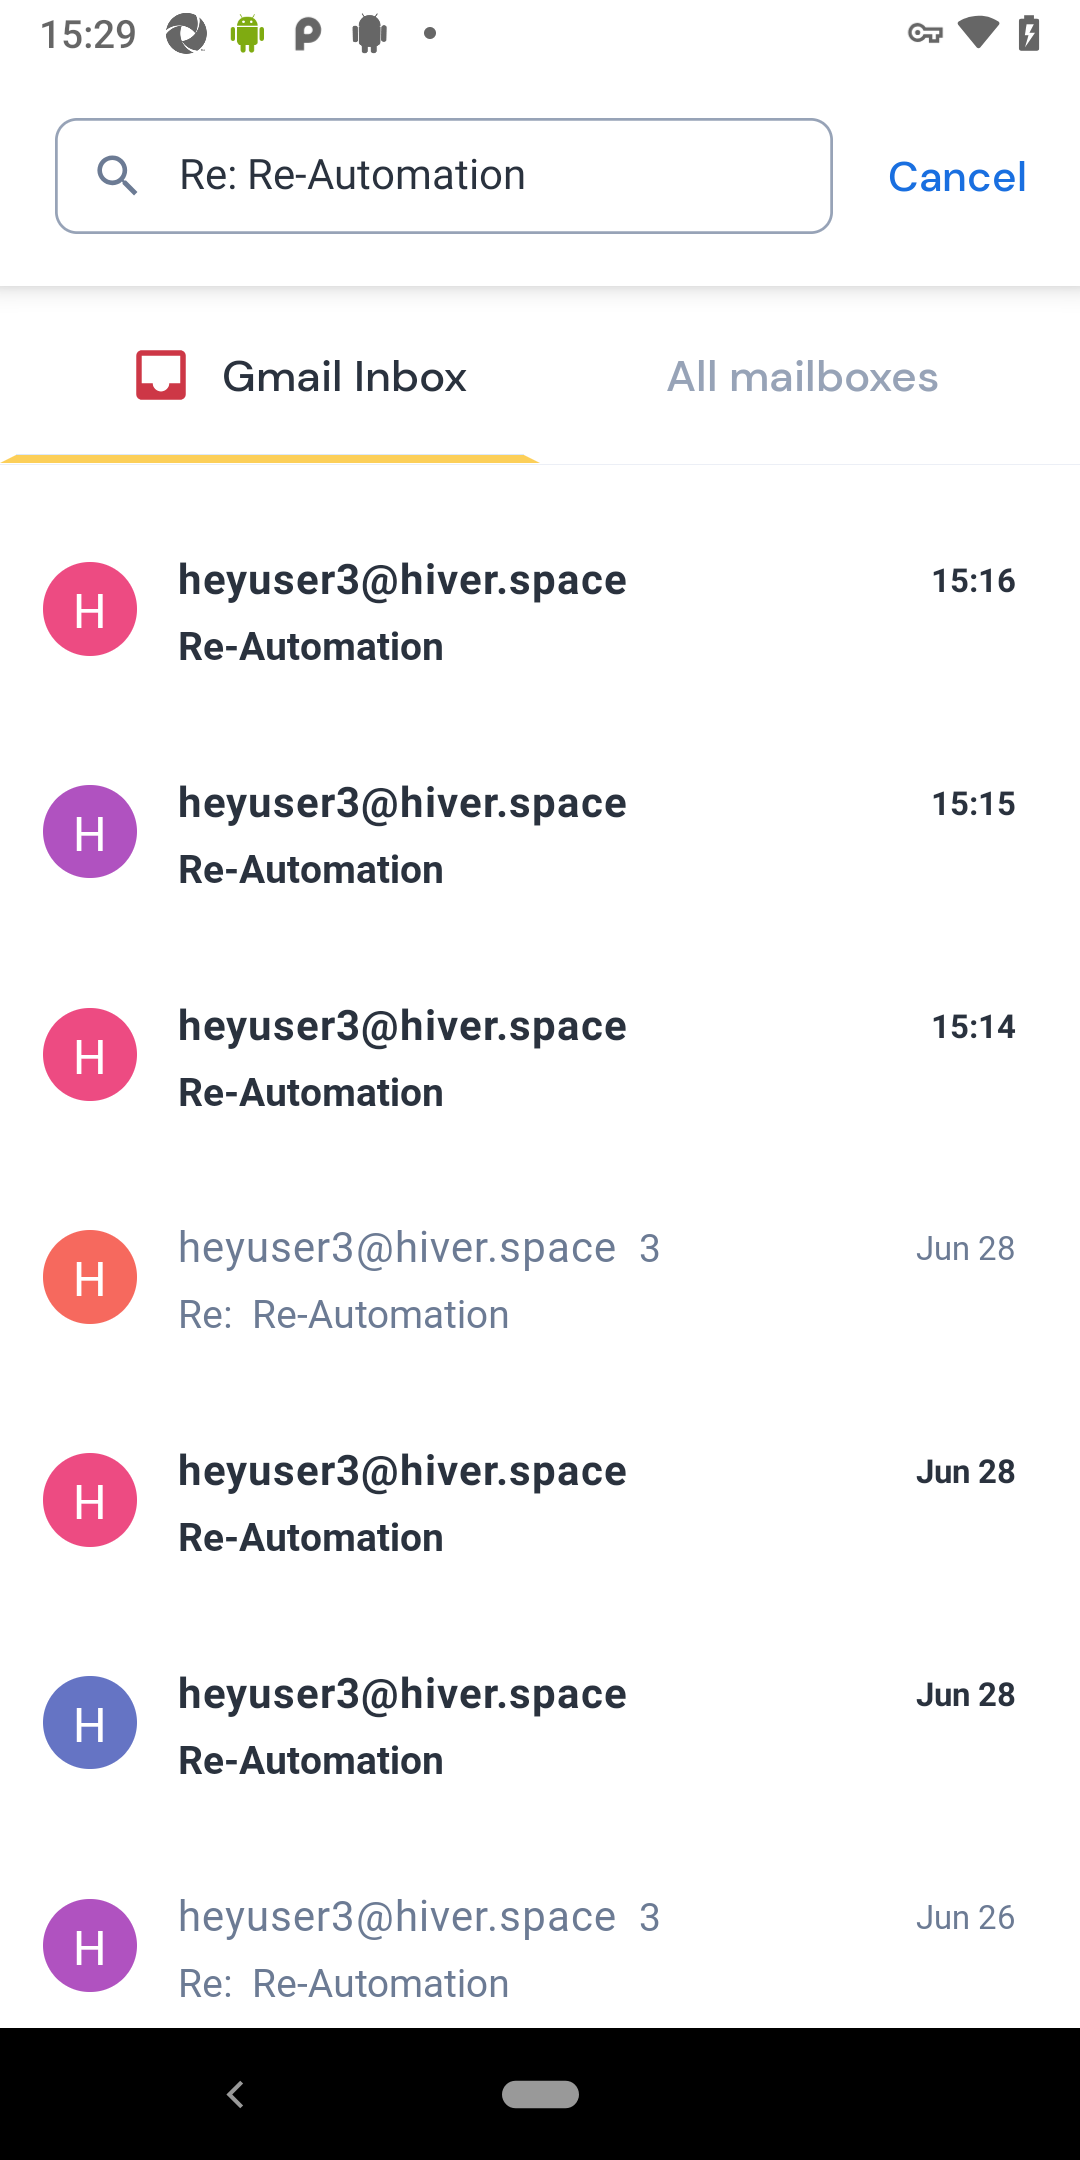 15:29
Re: Re-Automation
Cancel
Gmail Inbox
All mailboxes
H
heyuser3@hiver.space
15:16
Re-Automation
H
heyuser3@hiver.space
15:15
Re-Automation
H
heyuser3@hiver.space
15:14
Re-Automation
H
heyuser3@hiver.space 3
Jun 28
Re: Re-Automation
H
heyuser3@hiver.space
Jun 28
Re-Automation
H
heyuser3@hiver.space
Jun 28
Re-Automation
H
heyuser3@hiver.space 3
Jun 26
Re: Re-Automation